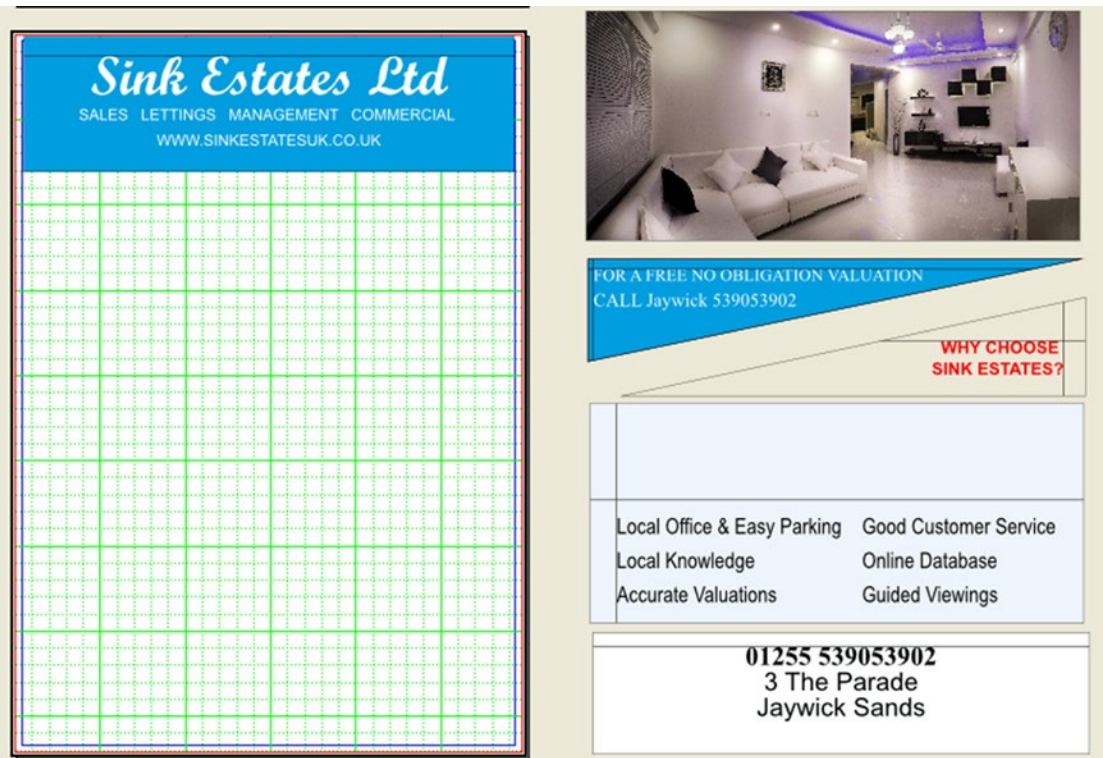 Sink Estates Ltd
SALES LETTINGS MANAGEMENT COMMERCIAL
WWW.SINKESTATESUK.CO.UK
FOR A FREE NO OBLIGATION VALUATION
CALL Jaywick 539053902
WHY CHOOSE
SINK ESTATES?
Local Office & Easy Parking Good Customer Service
Local Knowledge Online Database
Accurate Valuations Guided Viewings
01255 539053902
3 The Parade
Jaywick Sands